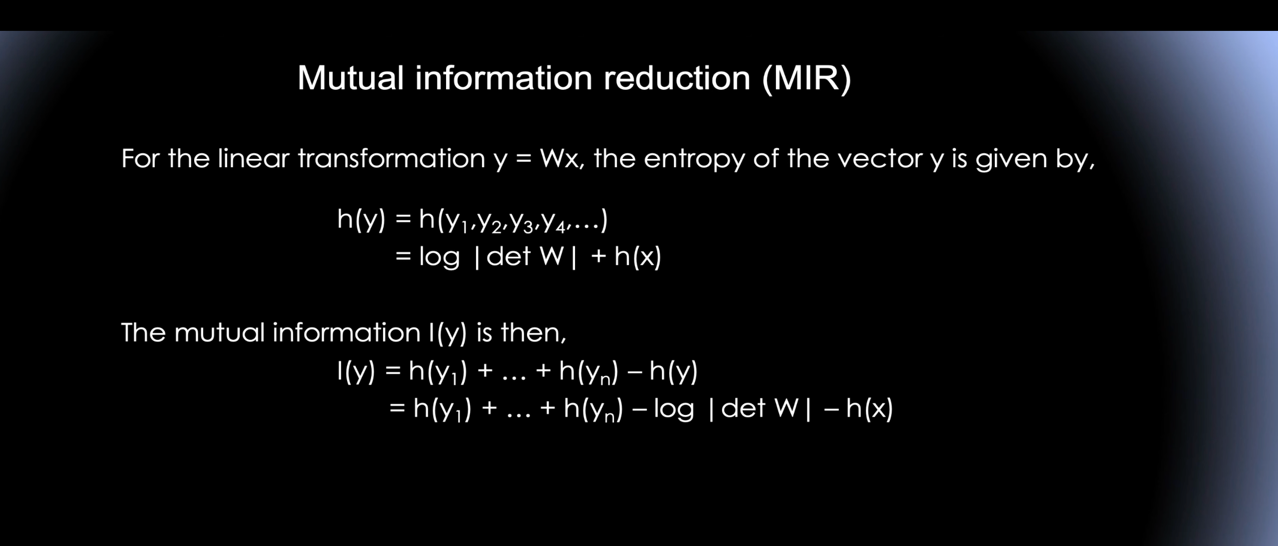 Mutual information reduction (MIR)
For the linear transformation y = Wx, the entropy of the vector y is given by,
h(y) = h(y₁,y₂,y₃,y₄,…)
= log |det W| + h(x)
The mutual information I(y) is then,
I(y) = h(y₁) + … + h(yₙ) – h(y)
= h(y₁) + … + h(yₙ) – log |det W| – h(x)